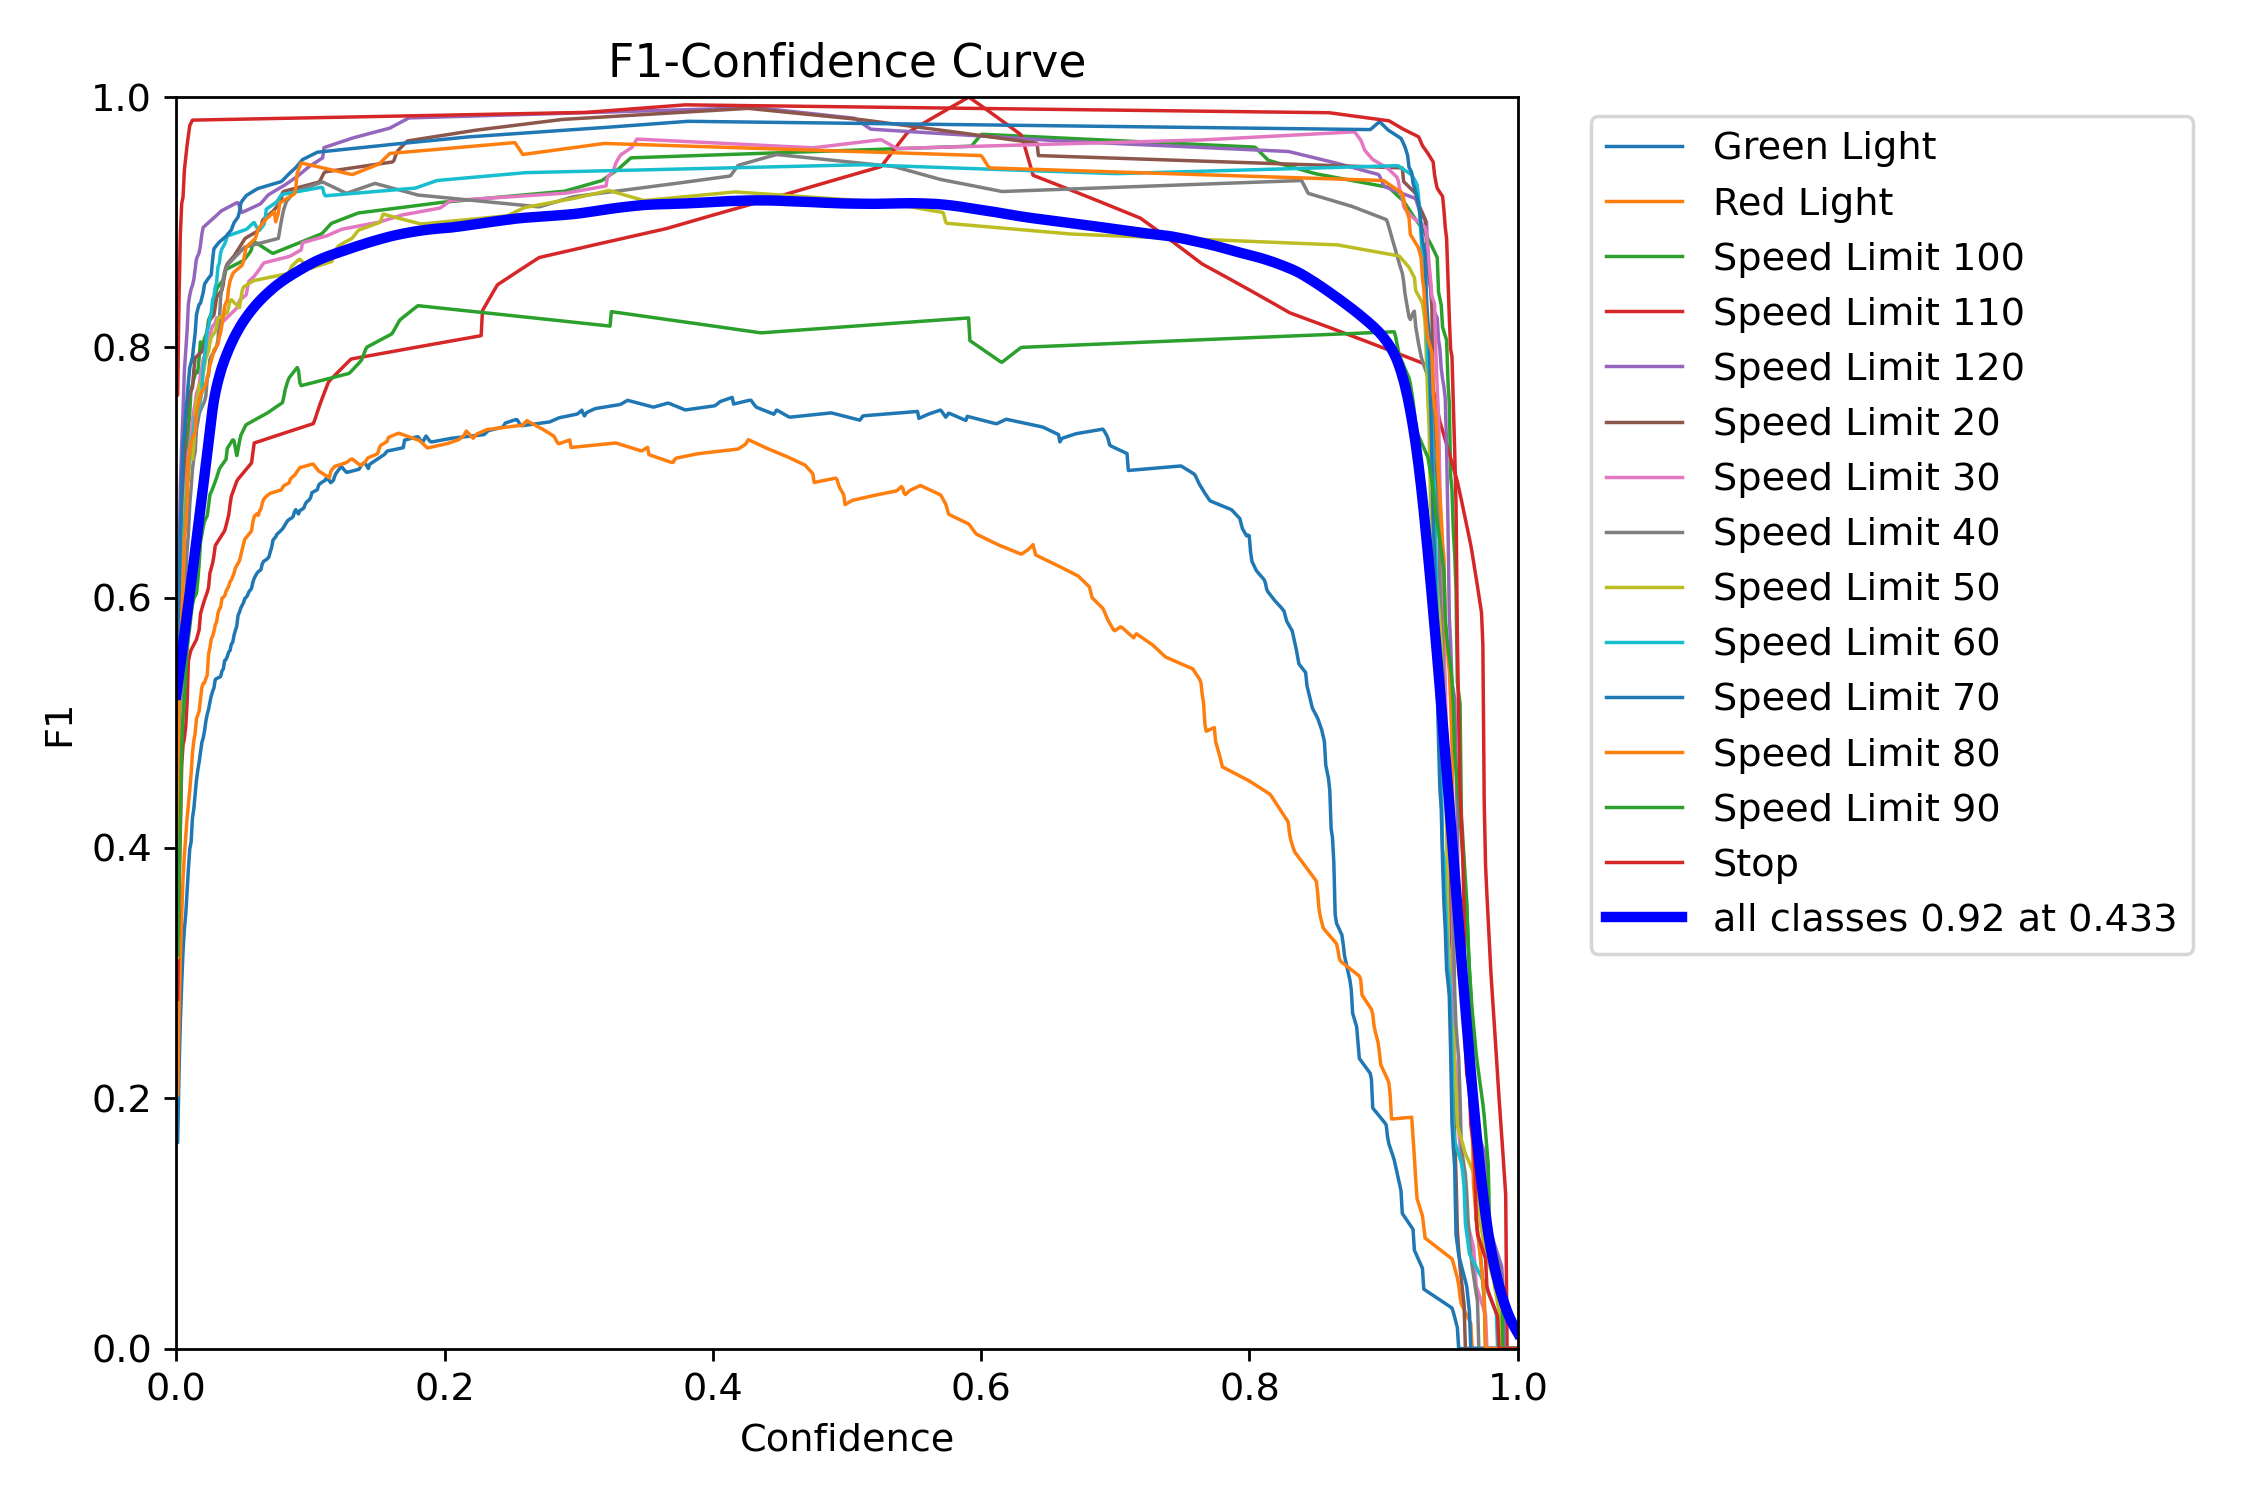 F1-Confidence Curve
1.0
0.8
0.6
0.4
0.2
0.0
F1
0.0 0.2 0.4 0.6 0.8 1.0
Confidence
Green Light
Red Light
Speed Limit 100
Speed Limit 110
Speed Limit 120
Speed Limit 20
Speed Limit 30
Speed Limit 40
Speed Limit 50
Speed Limit 60
Speed Limit 70
Speed Limit 80
Speed Limit 90
Stop
all classes 0.92 at 0.433